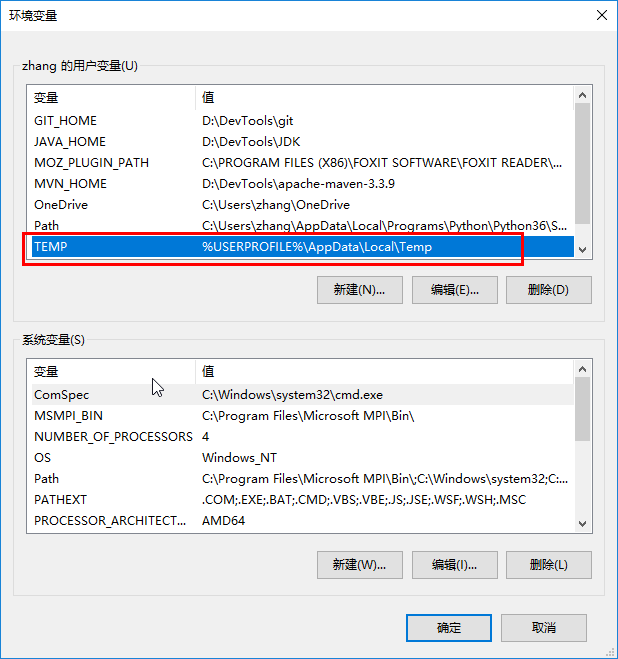 环境变量
zhang 的用户变量(U)
变量 值
GIT_HOME D:\DevTools\git
JAVA_HOME D:\DevTools\JDK
MOZ_PLUGIN_PATH C:\PROGRAM FILES (X86)\FOXIT SOFTWARE\FOXIT READER\...
MVN_HOME D:\DevTools\apache-maven-3.3.9
OneDrive C:\Users\zhang\OneDrive
Path C:\Users\zhang\AppData\Local\Programs\Python\Python36\S...
TEMP %USERPROFILE%\AppData\Local\Temp
新建(N)... 编辑(E)... 删除(D)
系统变量(S)
变量 值
ComSpec C:\Windows\system32\cmd.exe
MSMPI_BIN C:\Program Files\Microsoft MPI\Bin\
NUMBER_OF_PROCESSORS 4
OS Windows_NT
Path C:\Program Files\Microsoft MPI\Bin\;C:\Windows\system32;C:...
PATHEXT .COM;.EXE;.BAT;.CMD;.VBS;.VBE;.JS;.JSE;.WSF;.WSH;.MSC
PROCESSOR_ARCHITECT... AMD64
新建(W)... 编辑(I)... 删除(L)
确定 取消